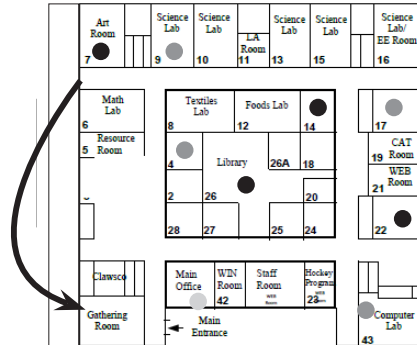 Art
Room
7
Science
Lab
9
Science
Lab
10
LA
Room
11
Science
Lab
13
Science
Lab
15
Science
Lab/
EE Room
16
Math
Lab
6
Resource
5 Room
Textiles
Lab
8
Foods Lab
12
14
17
4
Library
26A
18
19 CAT
Room
WEB
21 Room
2
26
20
28
27
25
24
22
Clawsco
Gathering
Room
Main
Office
WIN
Room
42
Staff
Room
Hockey
Program
23
Main
Entrance
Computer
Lab
43